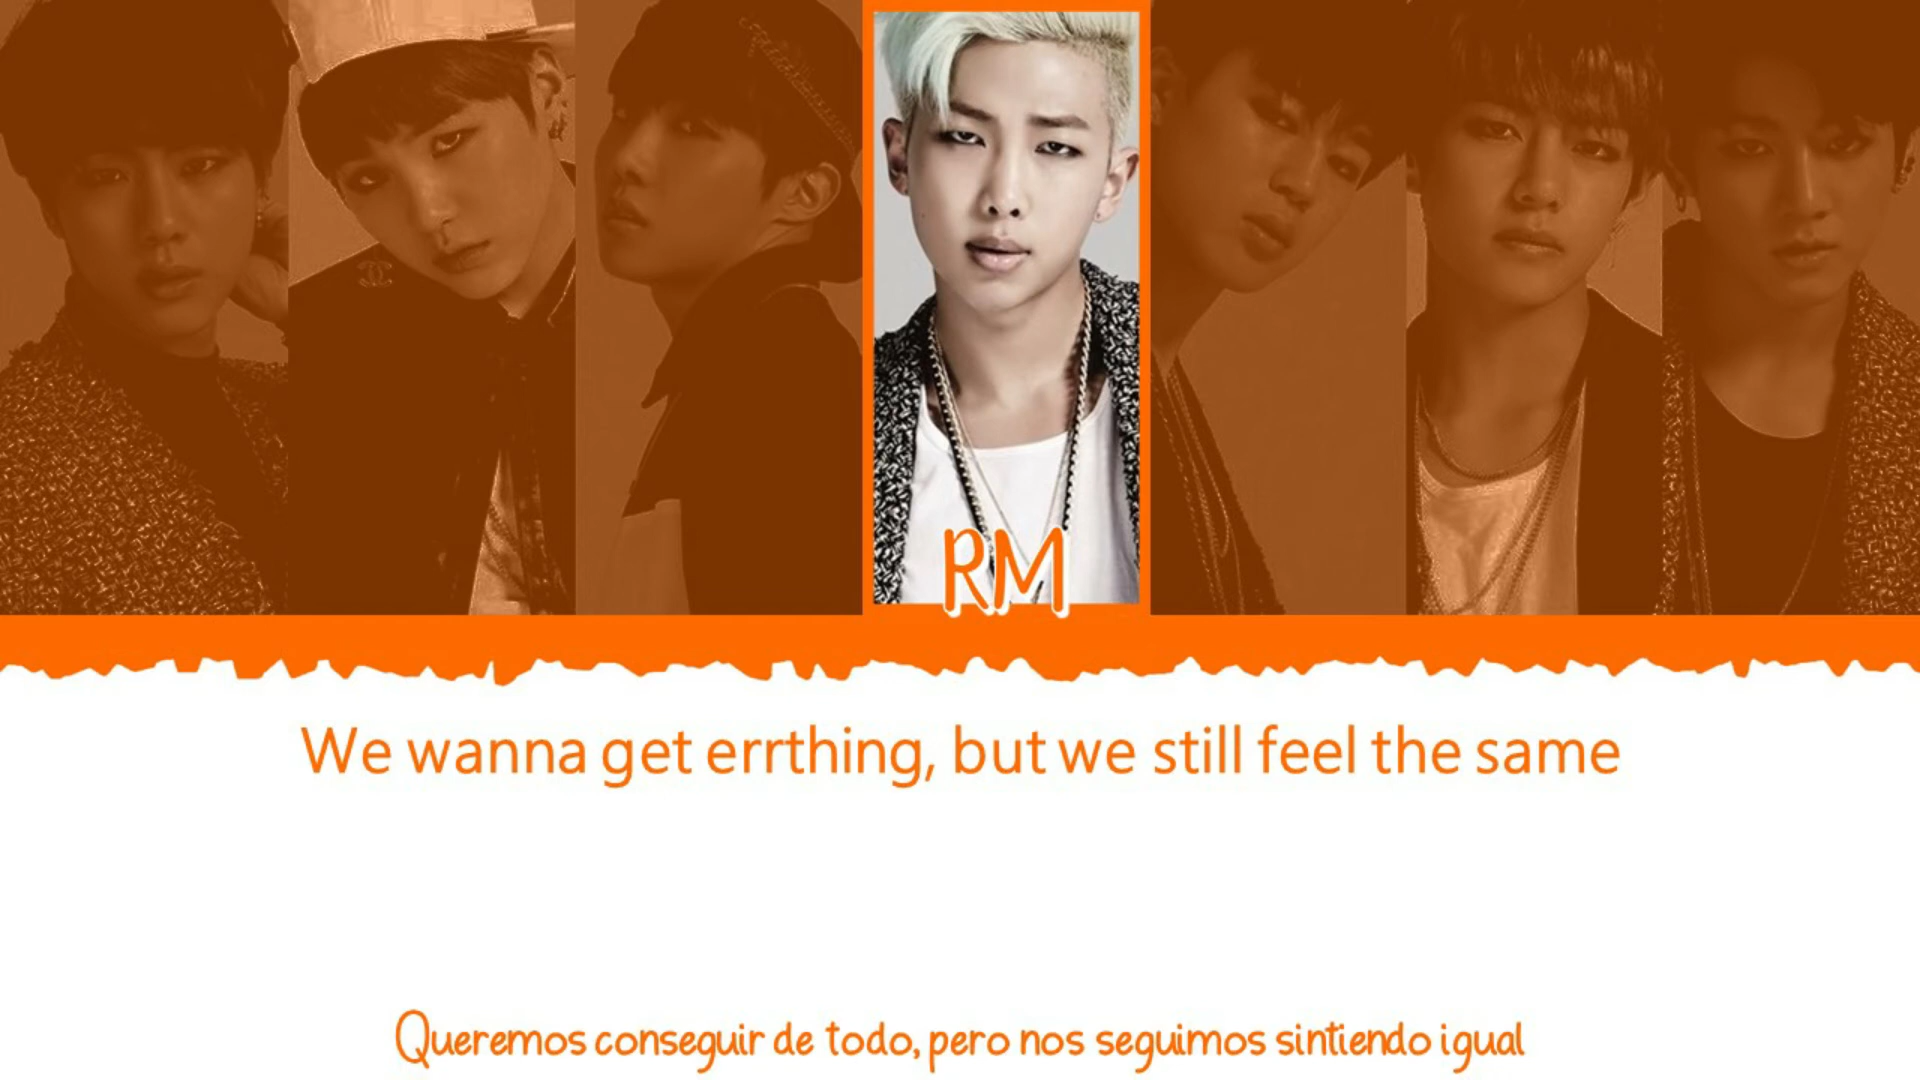 RM
We wanna get errthing, but we still feel the same
Queremos conseguir de todo, pero nos seguimos sintiendo igual